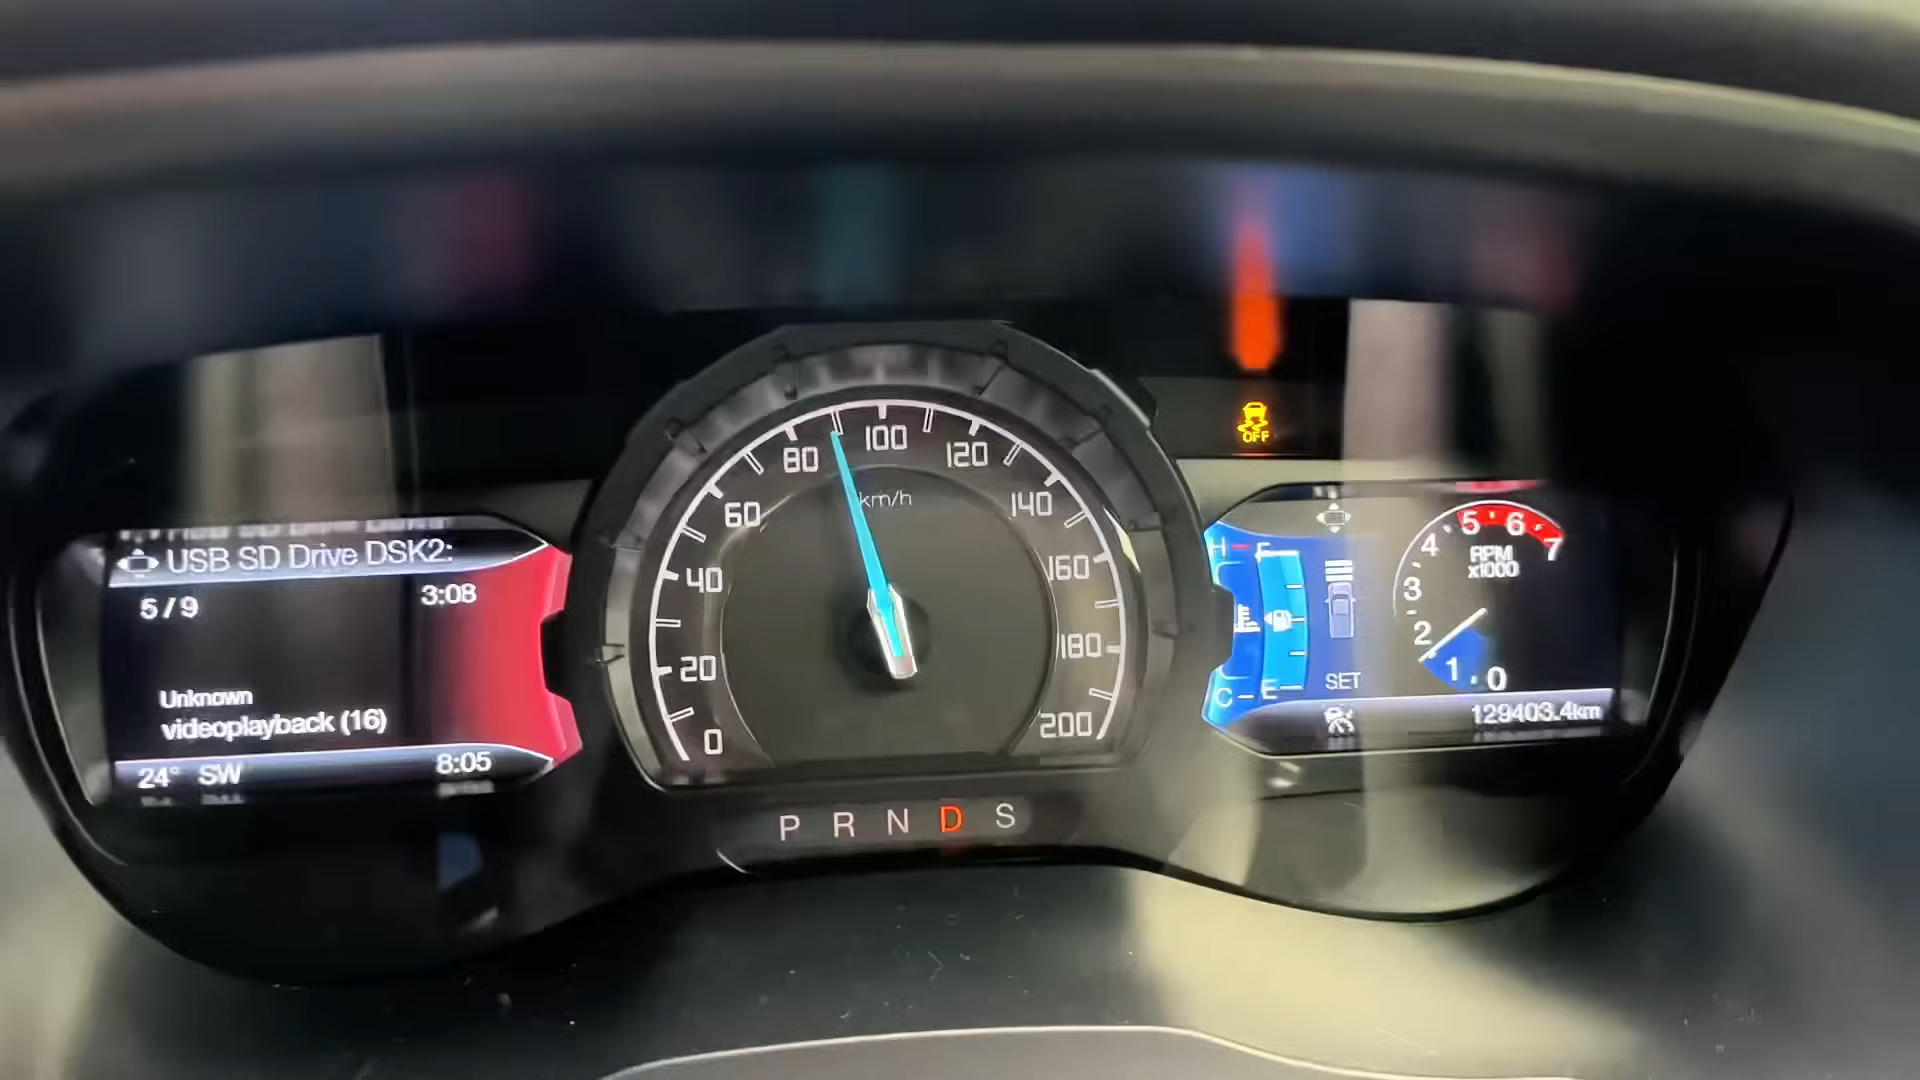 USB SD Drive DSK2:
5 / 9
3:08
Unknown
videoplayback (16)
24° SW
8:05
0
20
40
60
80
100
120
140
160
180
200
km/h
P R N D S
OFF
H
F
C
E
SET
0
1
2
3
4
5
6
7
RPM
x1000
129403.4km